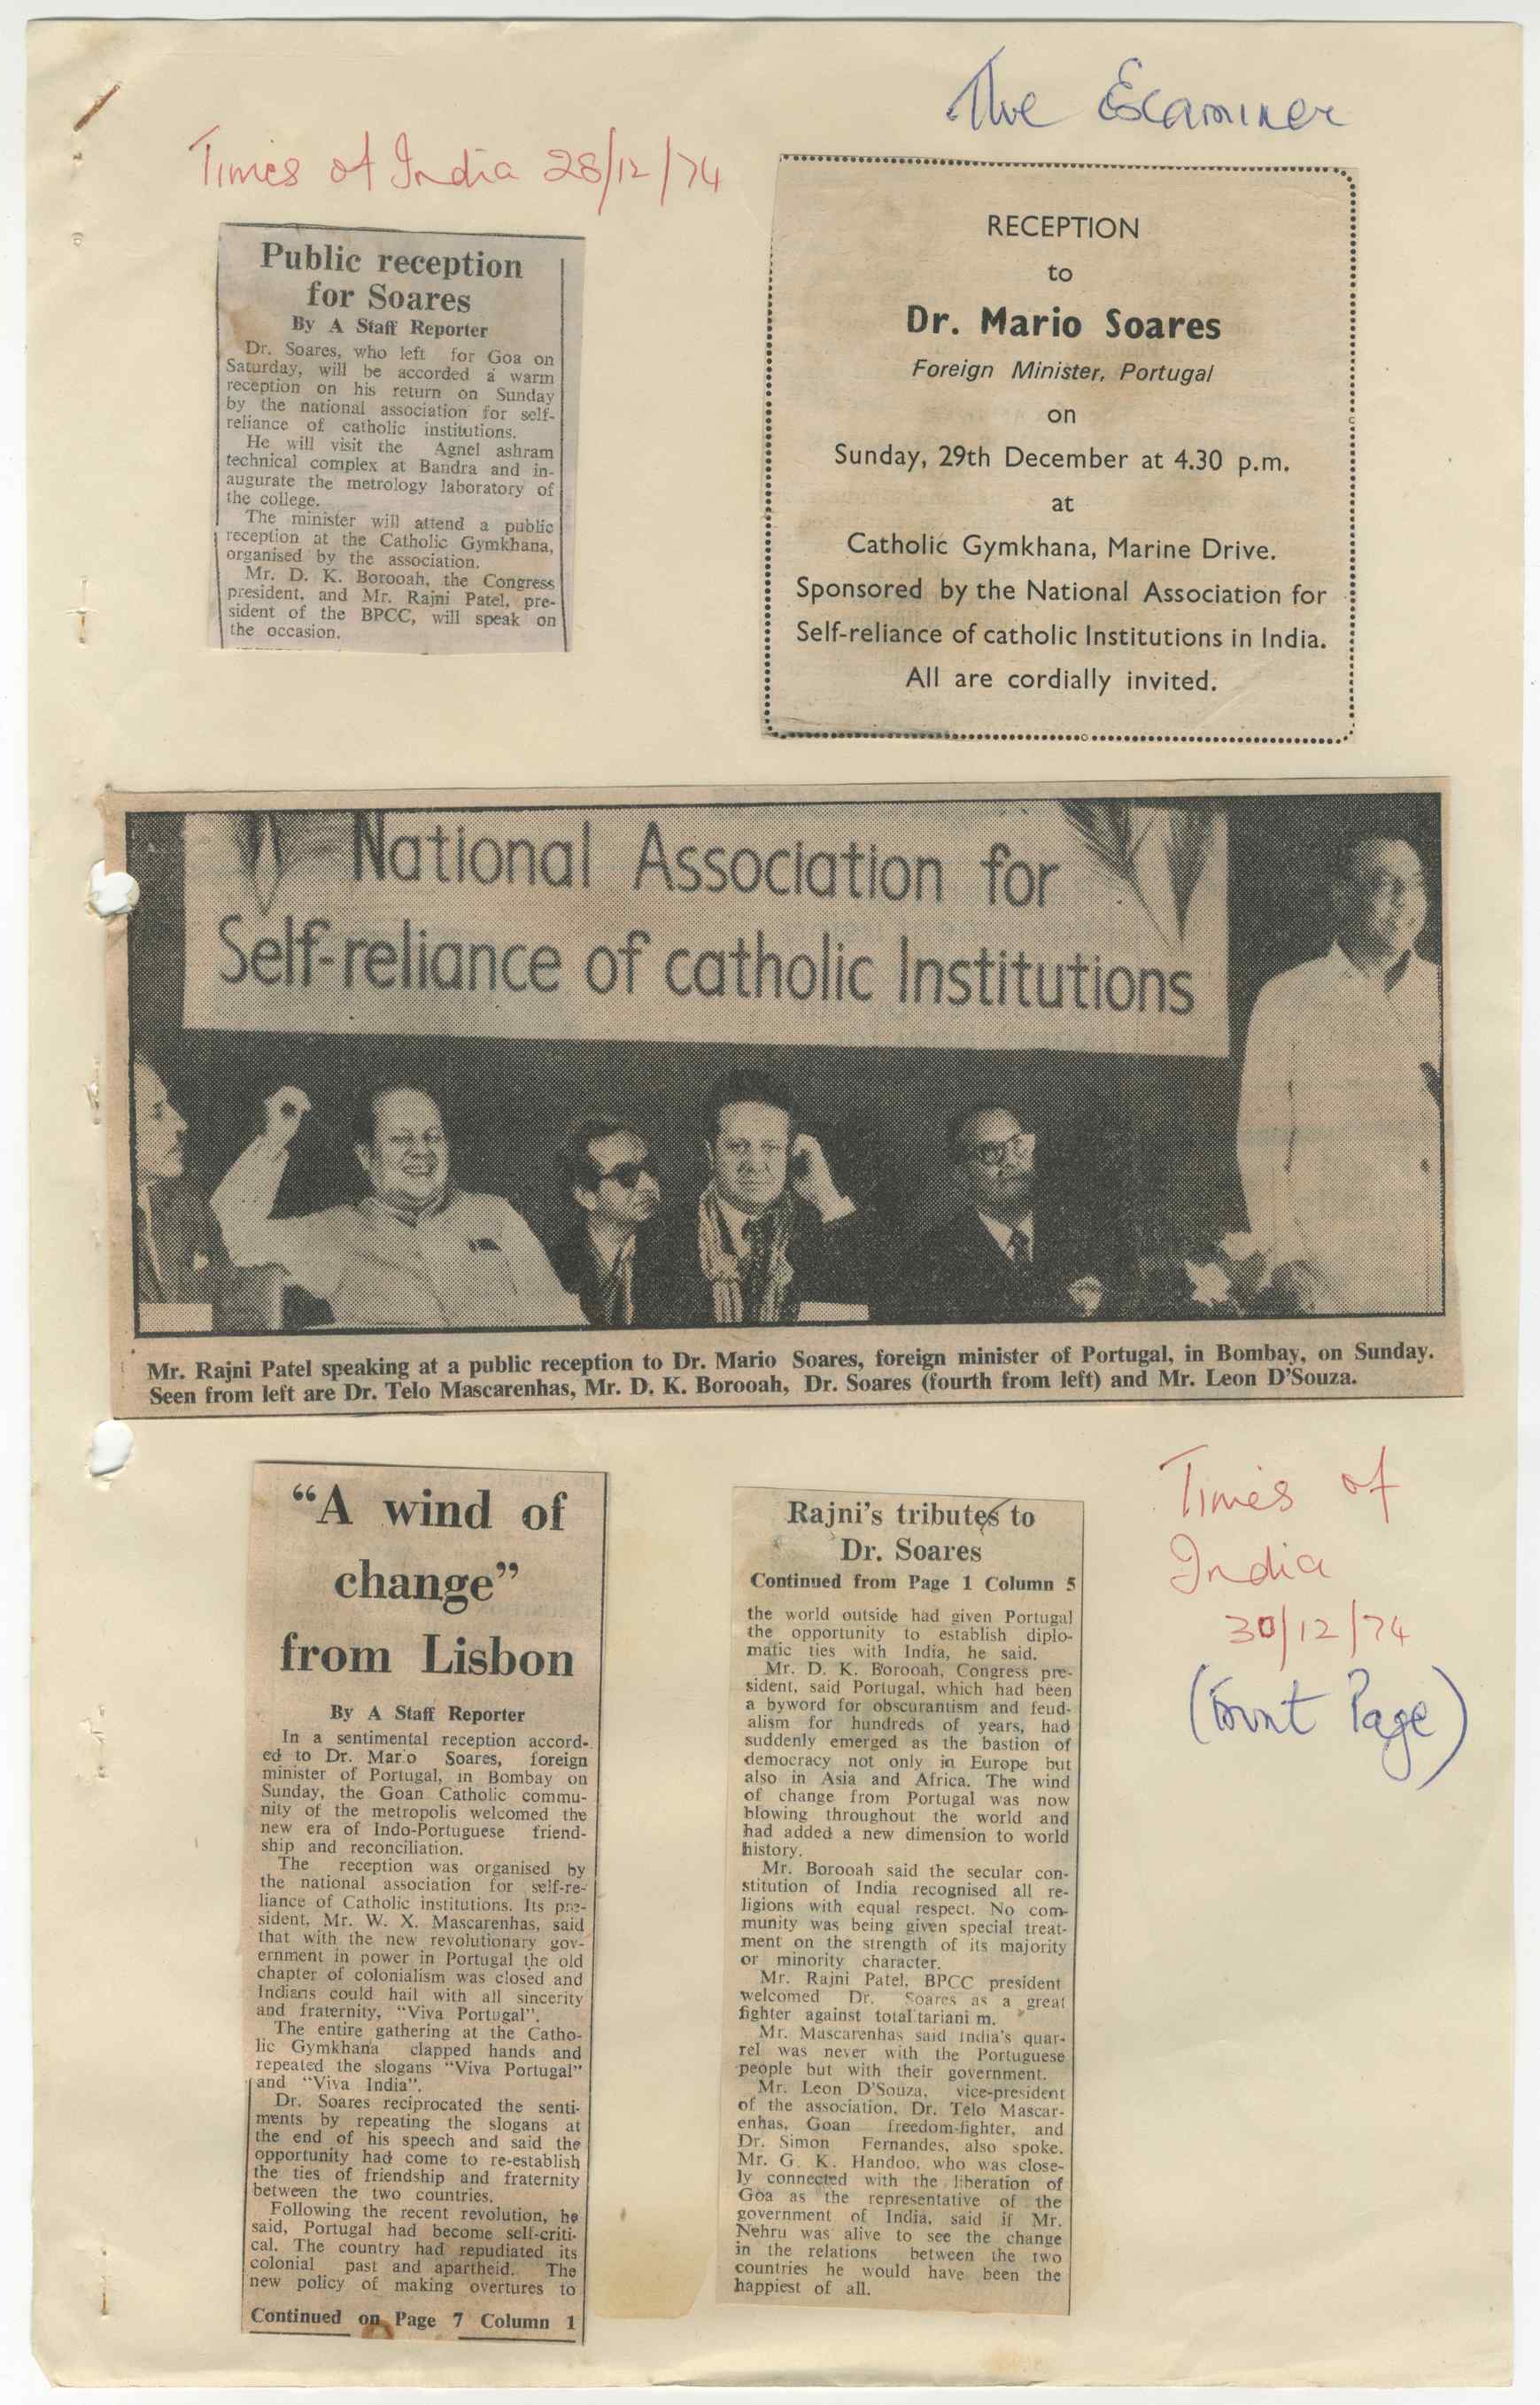 The Examiner
Times of India 28/12/74
Public reception
for Soares
By A Staff Reporter
Dr. Soares, who left for Goa on
Saturday, will be accorded a warm
reception on his return on Sunday
by the national association for self-
reliance of catholic institutions.
He will visit the Agnel ashram
technical complex at Bandra and in-
augurate the metrology laboratory of
the college.
The minister will attend a public
reception at the Catholic Gymkhana,
organised by the association.
Mr. D. K. Borooah, the Congress
president, and Mr. Rajni Patel, pre-
sident of the BPCC, will speak on
the occasion.
RECEPTION
to
Dr. Mario Soares
Foreign Minister, Portugal
on
Sunday, 29th December at 4.30 p.m.
at
Catholic Gymkhana, Marine Drive.
Sponsored by the National Association for
Self-reliance of catholic Institutions in India.
All are cordially invited.
National Association for
Self-reliance of catholic Institutions
Mr. Rajni Patel speaking at a public reception to Dr. Mario Soares, foreign minister of Portugal, in Bombay, on Sunday.
Seen from left are Dr. Telo Mascarenhas, Mr. D. K. Borooah, Dr. Soares (fourth from left) and Mr. Leon D'Souza.
"A wind of
change"
from Lisbon
By A Staff Reporter
In a sentimental reception accord-
ed to Dr. Mar.o Soares, foreign
minister of Portugal, in Bombay on
Sunday, the Goan Catholic commu-
nity of the metropolis welcomed the
new era of Indo-Portuguese friend-
ship and reconciliation.
The reception was organised by
the national association for self-re-
liance of Catholic institutions. Its pre-
sident, Mr. W. X. Mascarenhas, said
that with the new revolutionary gov-
ernment in power in Portugal the old
chapter of colonialism was closed and
Indians could hail with all sincerity
and fraternity, "Viva Portugal".
The entire gathering at the Catho-
lic Gymkhana clapped hands and
repeated the slogans "Viva Portugal"
and "Viva India".
Dr. Soares reciprocated the senti-
ments by repeating the slogans at
the end of his speech and said the
opportunity had come to re-establish
the ties of friendship and fraternity
between the two countries.
Following the recent revolution, he
said, Portugal had become self-criti-
cal. The country had repudiated its
colonial past and apartheid. The
new policy of making overtures to
Continued on Page 7 Column 1
Rajni's tributes to
Dr. Soares
Continued from Page 1 Column 5
the world outside had given Portugal
the opportunity to establish diplo-
matic ties with India, he said.
Mr. D. K. Borooah, Congress pre-
sident, said Portugal, which had been
a byword for obscurantism and feud-
alism for hundreds of years, had
suddenly emerged as the bastion of
democracy not only in Europe but
also in Asia and Africa. The wind
of change from Portugal was now
blowing throughout the world and
had added a new dimension to world
history.
Mr. Borooah said the secular con-
stitution of India recognised all re-
ligions with equal respect. No com-
munity was being given special treat-
ment on the strength of its majority
or minority character.
Mr. Rajni Patel, BPCC president
welcomed Dr. Soares as a great
fighter against total tariani m.
Mr. Mascarenhas said India's quar-
rel was never with the Portuguese
people but with their government.
Mr. Leon D'Souza, vice-president
of the association, Dr. Telo Mascar-
enhas, Goan freedom-fighter, and
Dr. Simon Fernandes, also spoke.
Mr. G. K. Handoo, who was close-
ly connected with the liberation of
Goa as the representative of the
government of India, said if Mr.
Nehru was alive to see the change
in the relations between the two
countries he would have been the
happiest of all.
Times of
India
30/12/74
(Front Page)